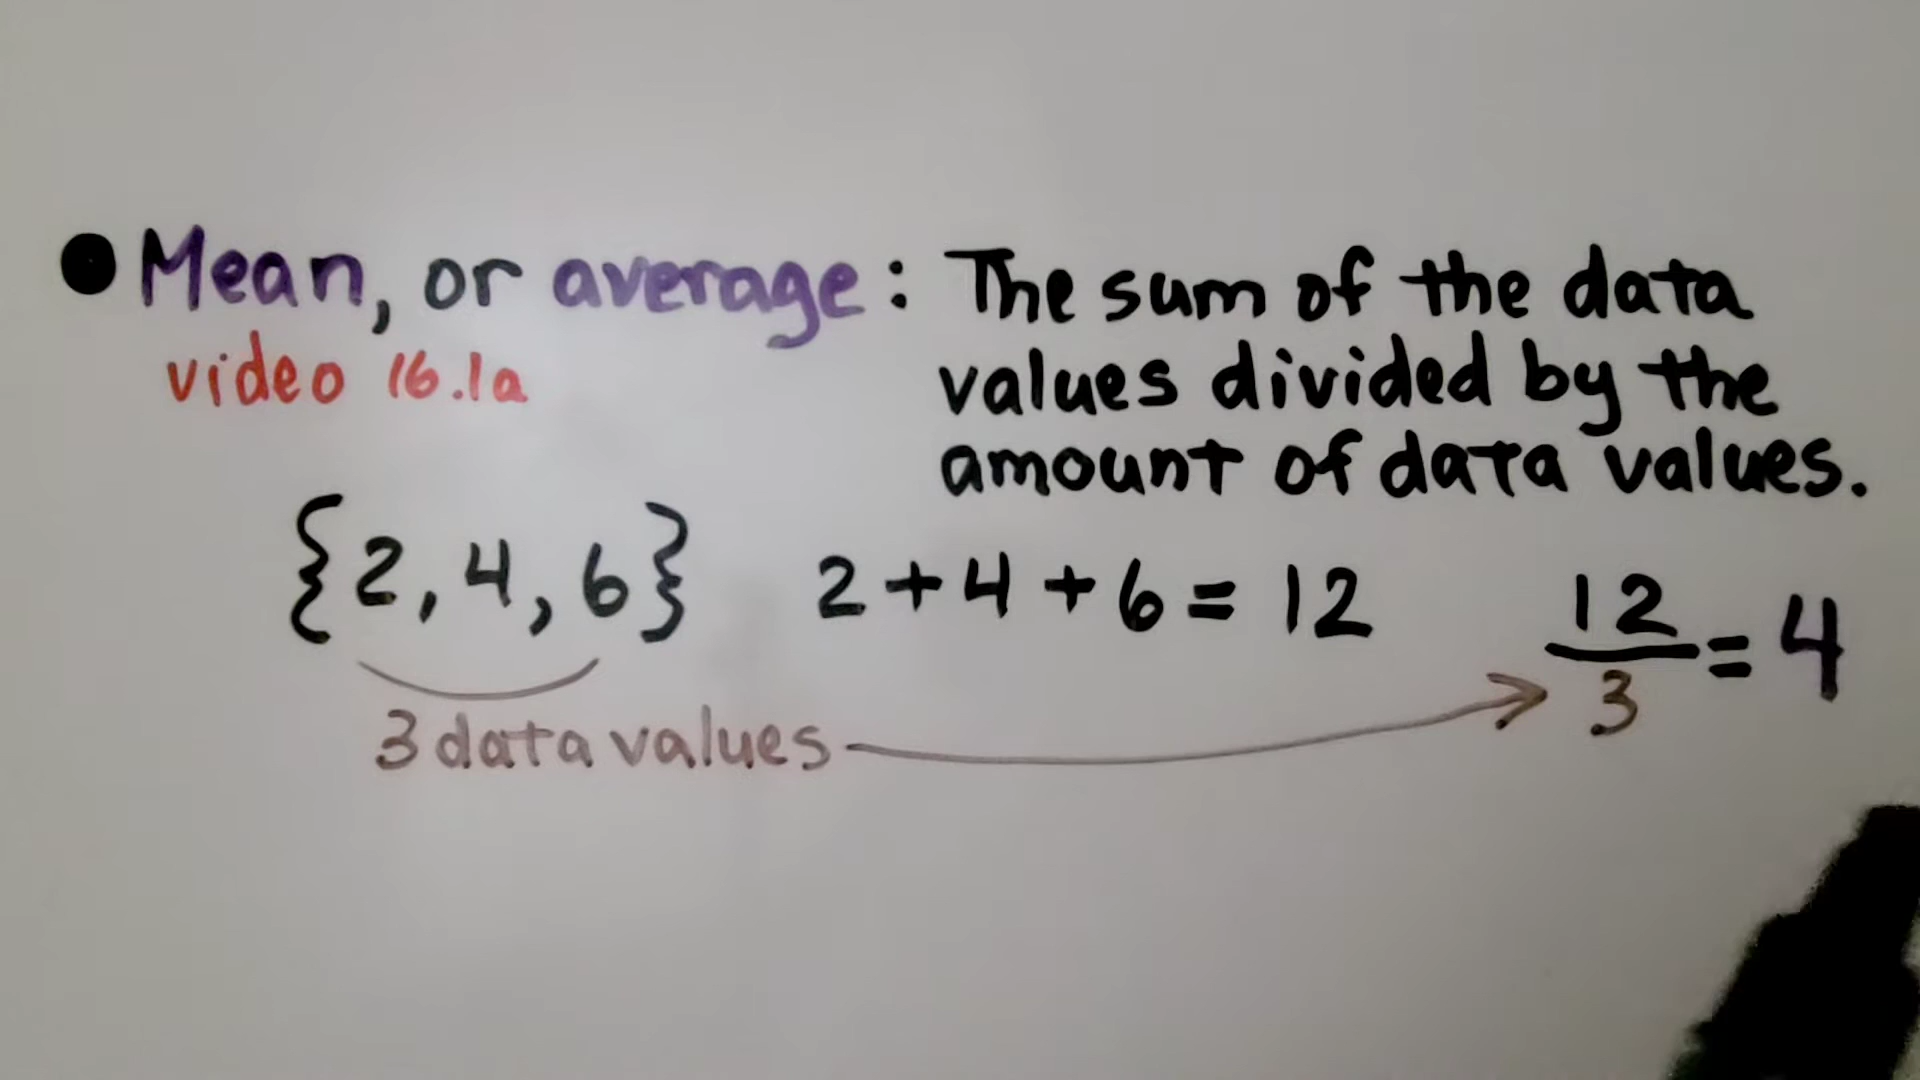 ● Mean, or average: The sum of the data
video 16.1a values divided by the
amount of data values.
{2, 4, 6} 2 + 4 + 6 = 12 12/3 = 4
3 data values